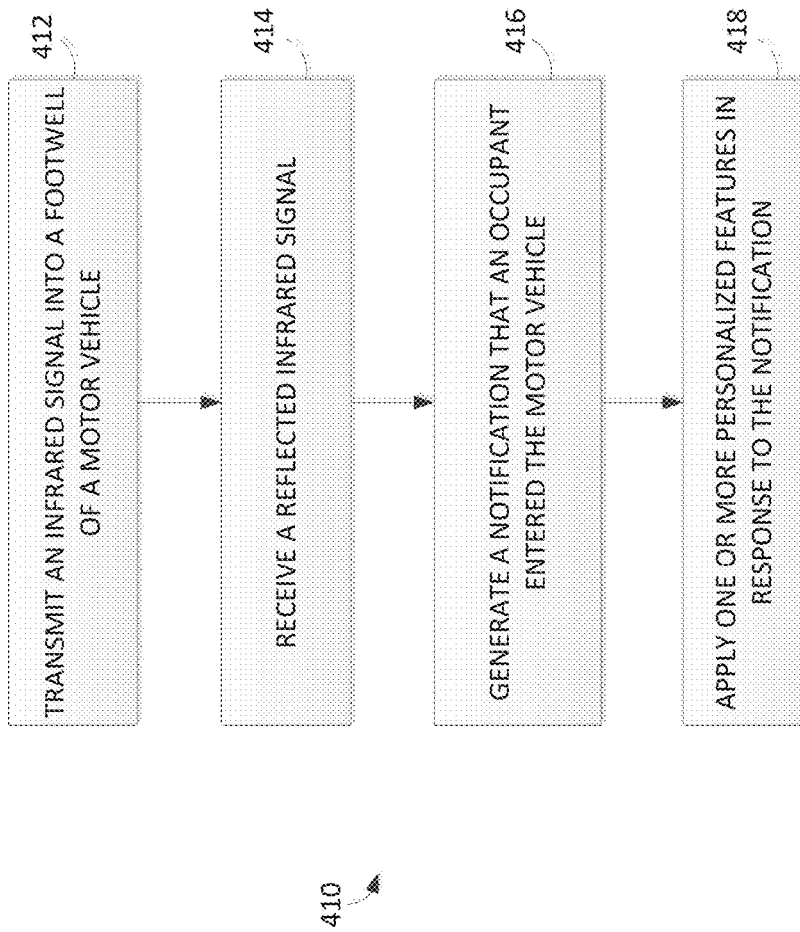 410
TRANSMIT AN INFRARED SIGNAL INTO A FOOTWELL
OF A MOTOR VEHICLE
412
RECEIVE A REFLECTED INFRARED SIGNAL
414
GENERATE A NOTIFICATION THAT AN OCCUPANT
ENTERED THE MOTOR VEHICLE
416
APPLY ONE OR MORE PERSONALIZED FEATURES IN
RESPONSE TO THE NOTIFICATION
418